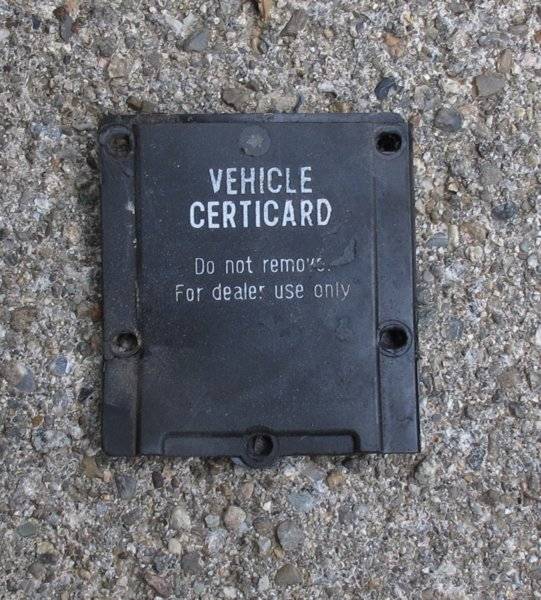 VEHICLE
CERTICARD
Do not remove.
For dealer use only